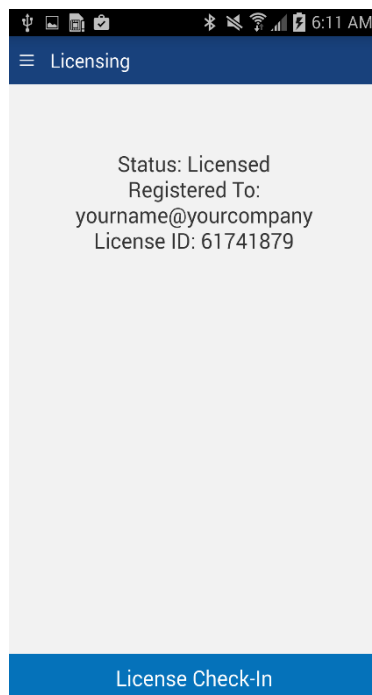 6:11 AM
Licensing
Status: Licensed
Registered To:
yourname@yourcompany
License ID: 61741879
License Check-In